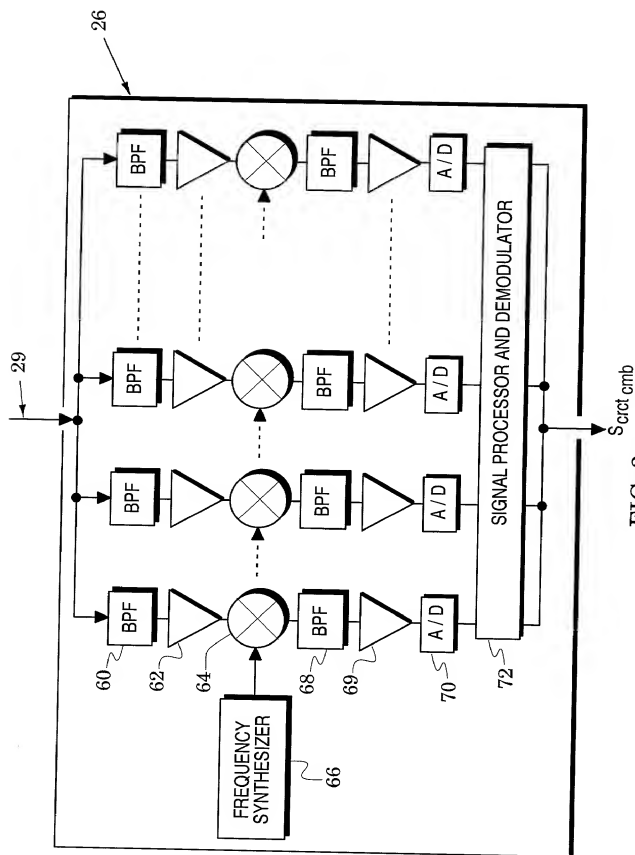 26
29
BPF BPF BPF BPF
60
62
64
FREQUENCY
SYNTHESIZER
66
BPF BPF BPF BPF
68
69
A/D A/D A/D A/D
70
SIGNAL PROCESSOR AND DEMODULATOR
72
Scrct cmb